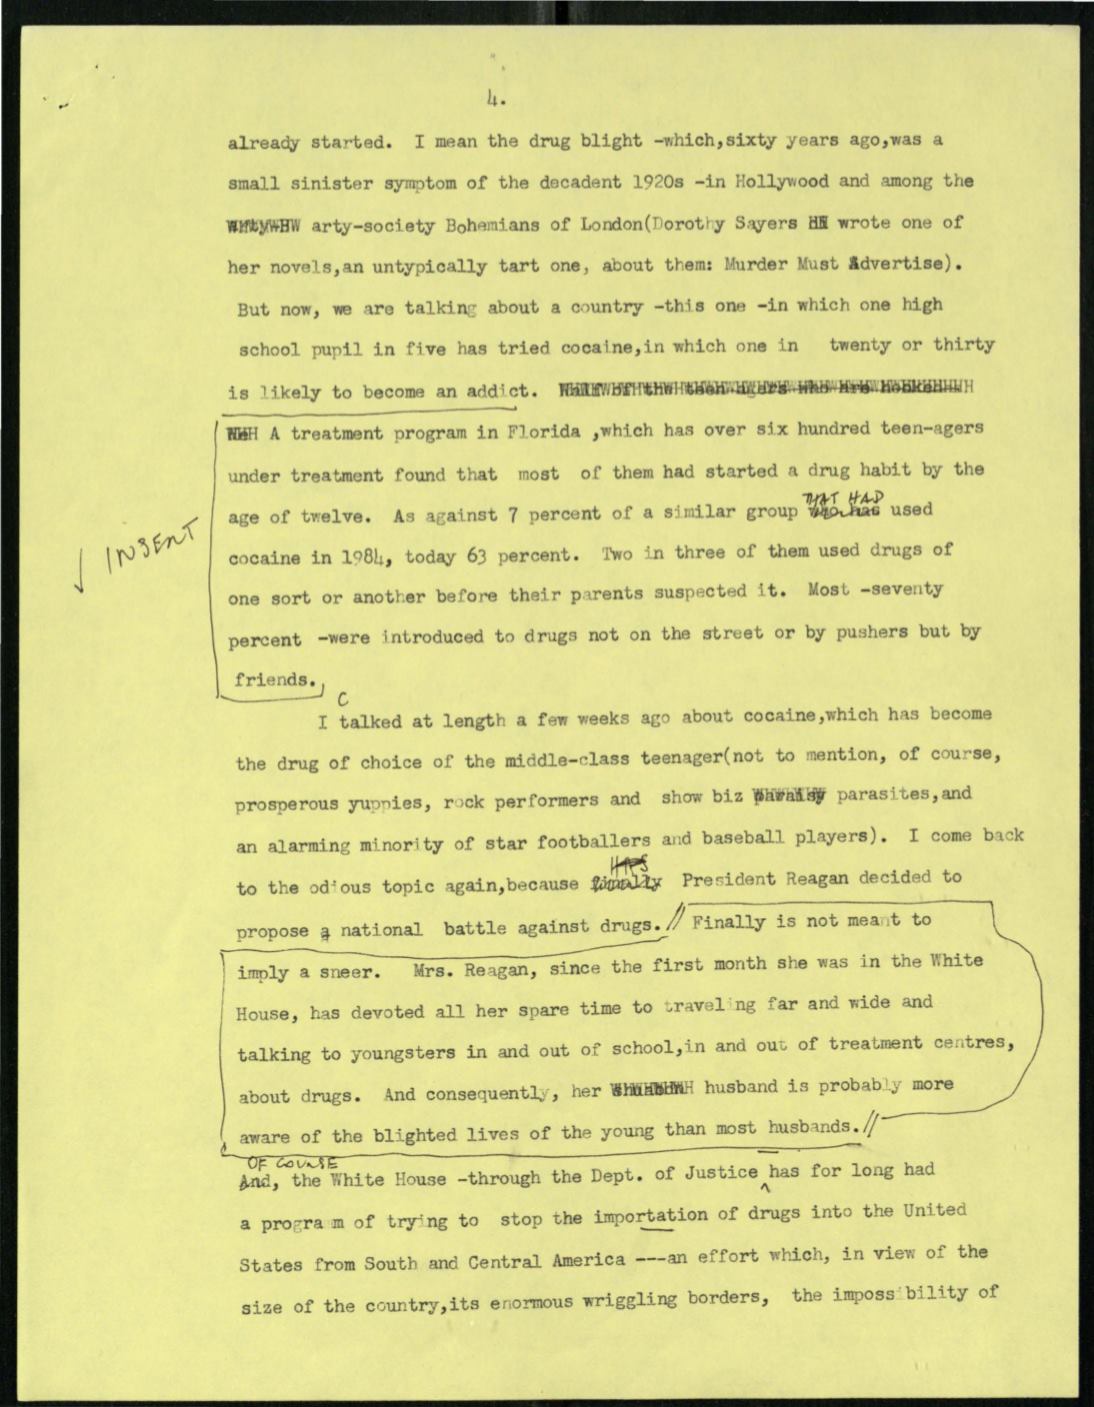 4.
already started.  I mean the drug blight -which,sixty years ago,was a
small sinister symptom of the decadent 1920s -in Hollywood and among the
arty-society Bohemians of London(Dorothy Sayers wrote one of
her novels,an untypically tart one, about them: Murder Must Advertise).
But now, we are talking about a country -this one -in which one high
school pupil in five has tried cocaine,in which one in   twenty or thirty
is likely to become an addict.
A treatment program in Florida ,which has over six hundred teen-agers
under treatment found that  most  of them had started a drug habit by the
THAT HAD
age of twelve.  As against 7 percent of a similar group who has used
INSENT
cocaine in 1984, today 63 percent.  Two in three of them used drugs of
one sort or another before their parents suspected it.  Most -seventy
percent -were introduced to drugs not on the street or by pushers but by
friends.
C
I talked at length a few weeks ago about cocaine,which has become
the drug of choice of the middle-class teenager(not to mention, of course,
prosperous yuppies, rock performers and  show biz parasites,and
an alarming minority of star footballers and baseball players).  I come back
HAS
to the odious topic again,because finally President Reagan decided to
propose a national  battle against drugs.// Finally is not meant to
imply a sneer.   Mrs. Reagan, since the first month she was in the White
House, has devoted all her spare time to traveling far and wide and
talking to youngsters in and out of school,in and out of treatment centres,
about drugs.  And consequently, her husband is probably more
aware of the blighted lives of the young than most husbands.//
OF COURSE
And, the White House -through the Dept. of Justice has for long had
a program of trying to  stop the importation of drugs into the United
States from South and Central America ---an effort which, in view of the
size of the country,its enormous wriggling borders,  the impossibility of